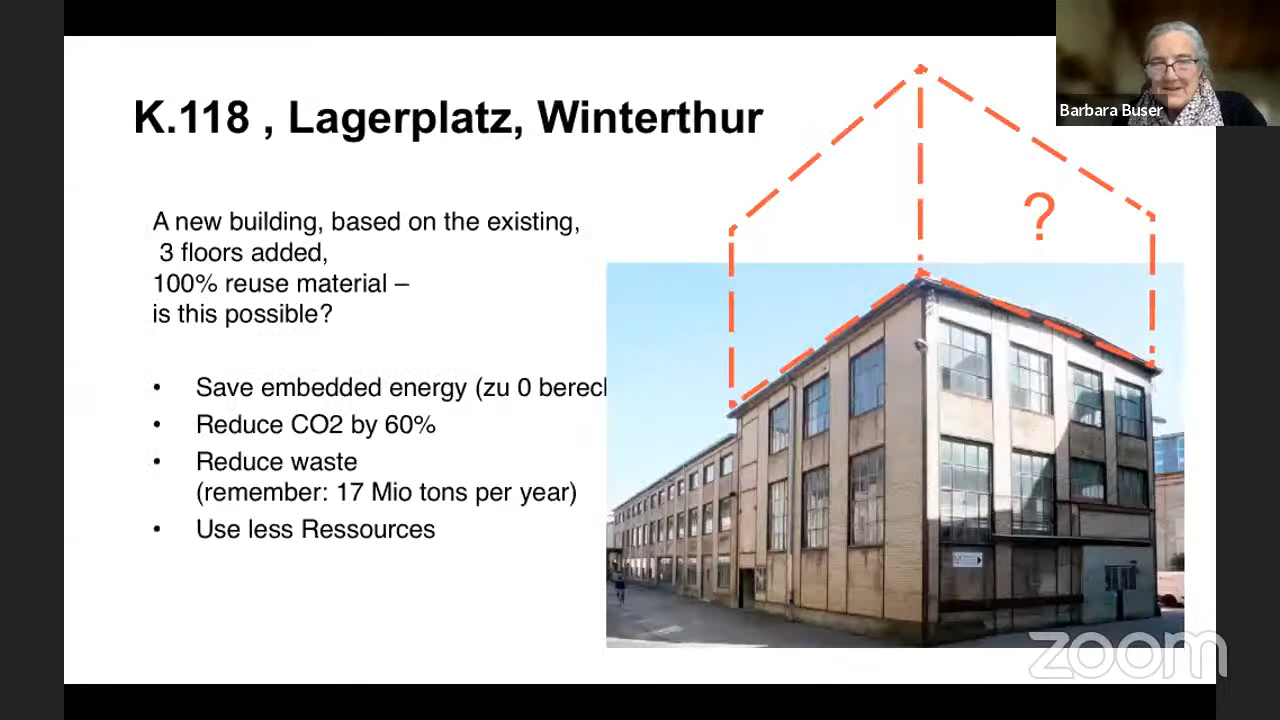 K.118 , Lagerplatz, Winterthur
Barbara Buser
?
A new building, based on the existing,
3 floors added,
100% reuse material –
is this possible?
• Save embedded energy (zu 0 berecl
• Reduce CO2 by 60%
• Reduce waste
(remember: 17 Mio tons per year)
• Use less Ressources
zoom